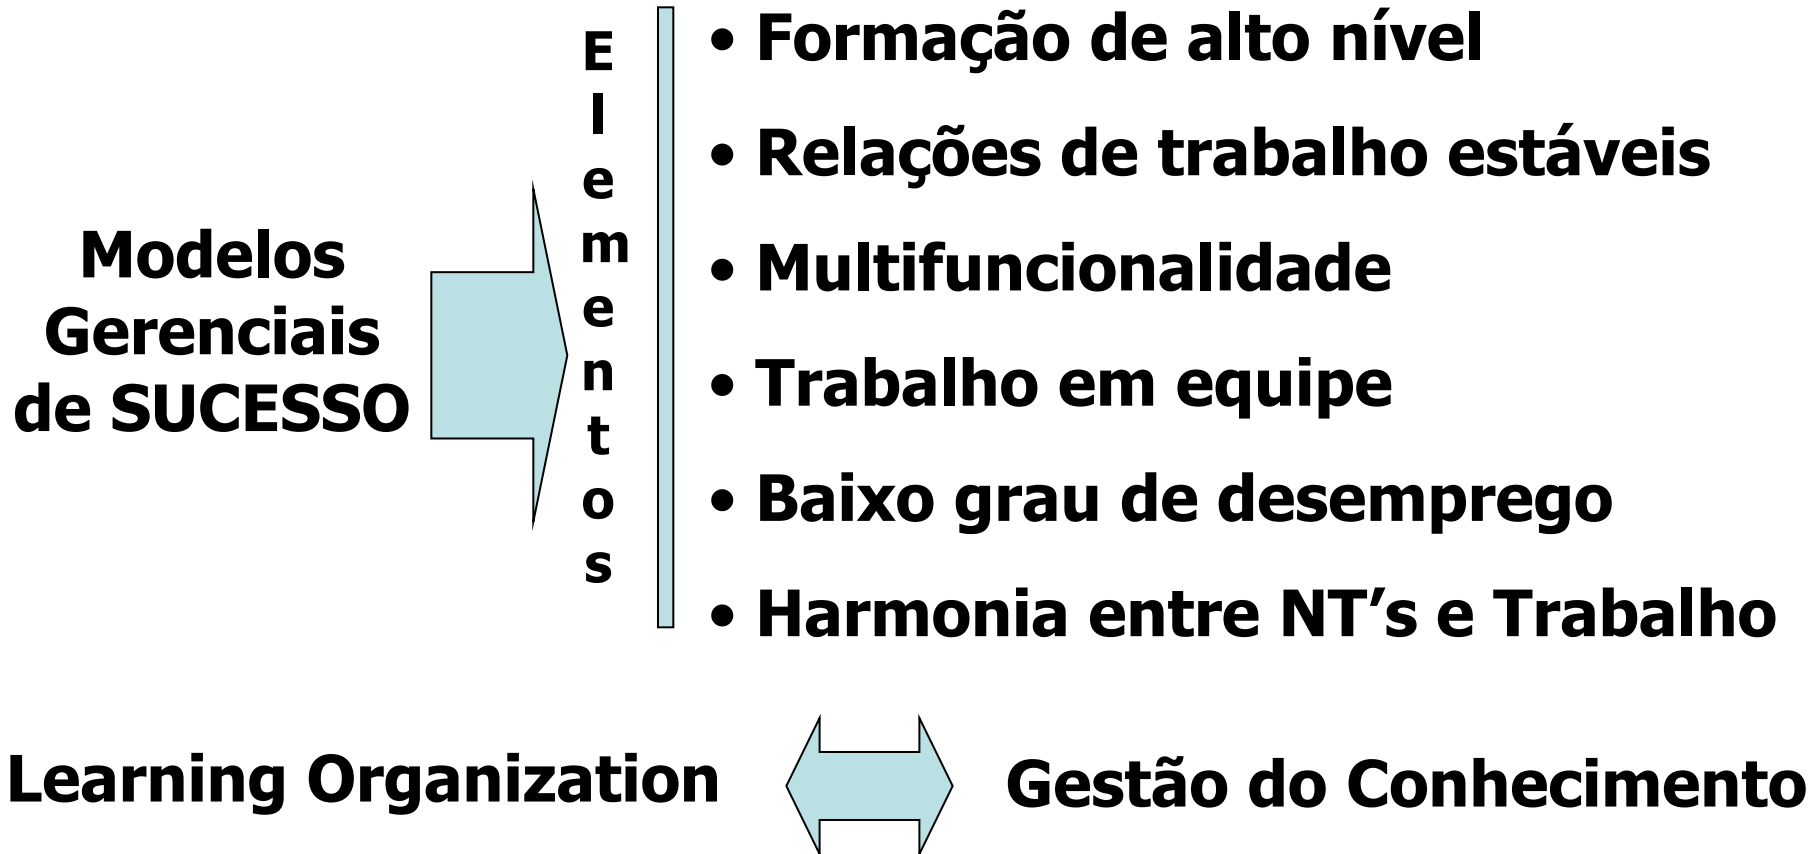 Modelos
Gerenciais
de SUCESSO
Elementos
• Formação de alto nível
• Relações de trabalho estáveis
• Multifuncionalidade
• Trabalho em equipe
• Baixo grau de desemprego
• Harmonia entre NT’s e Trabalho
Learning Organization
Gestão do Conhecimento